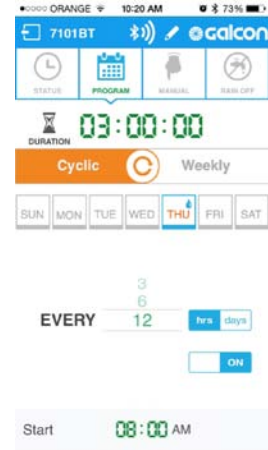 ORANGE 10:20 AM 73%
7101BT GALCON
STATUS PROGRAM MANUAL RAIN OFF
DURATION 03:00:00
Cyclic Weekly
SUN MON TUE WED THU FRI SAT
3
6
EVERY 12 hrs days
ON
Start 08:00 AM